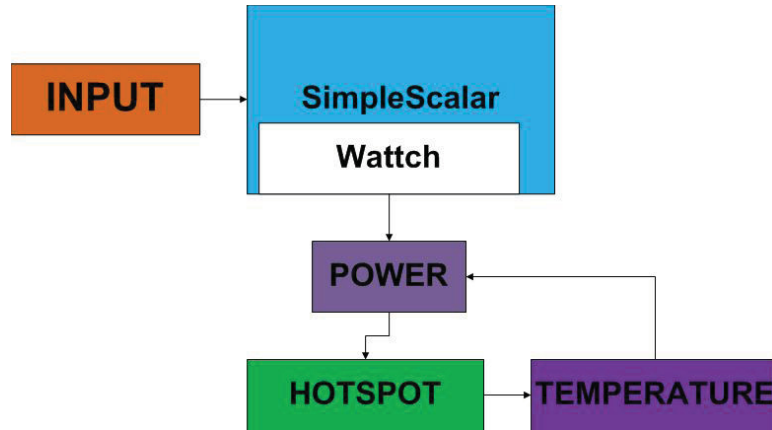 INPUT
SimpleScalar
Wattch
POWER
HOTSPOT
TEMPERATURE